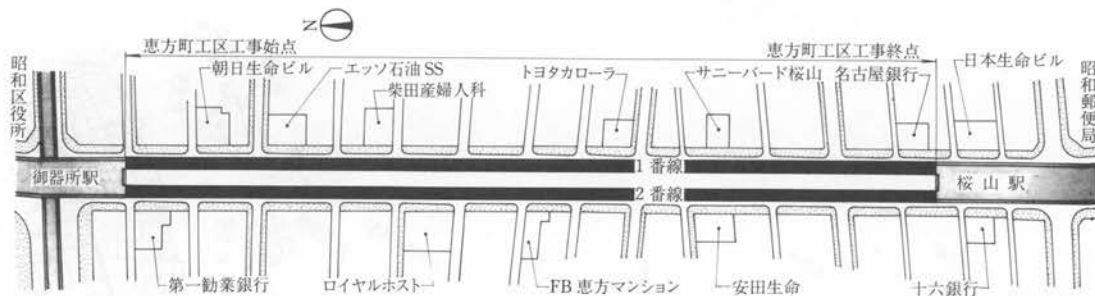 N
恵方町工区工事始点
恵方町工区工事終点
昭和区役所
朝日生命ビル
エッソ石油SS
柴田産婦人科
トヨタカローラ
サニーバード桜山
名古屋銀行
日本生命ビル
昭和郵便局
御器所駅
1番線
2番線
桜山駅
第一勧業銀行
ロイヤルホスト
FB恵方マンション
安田生命
十六銀行